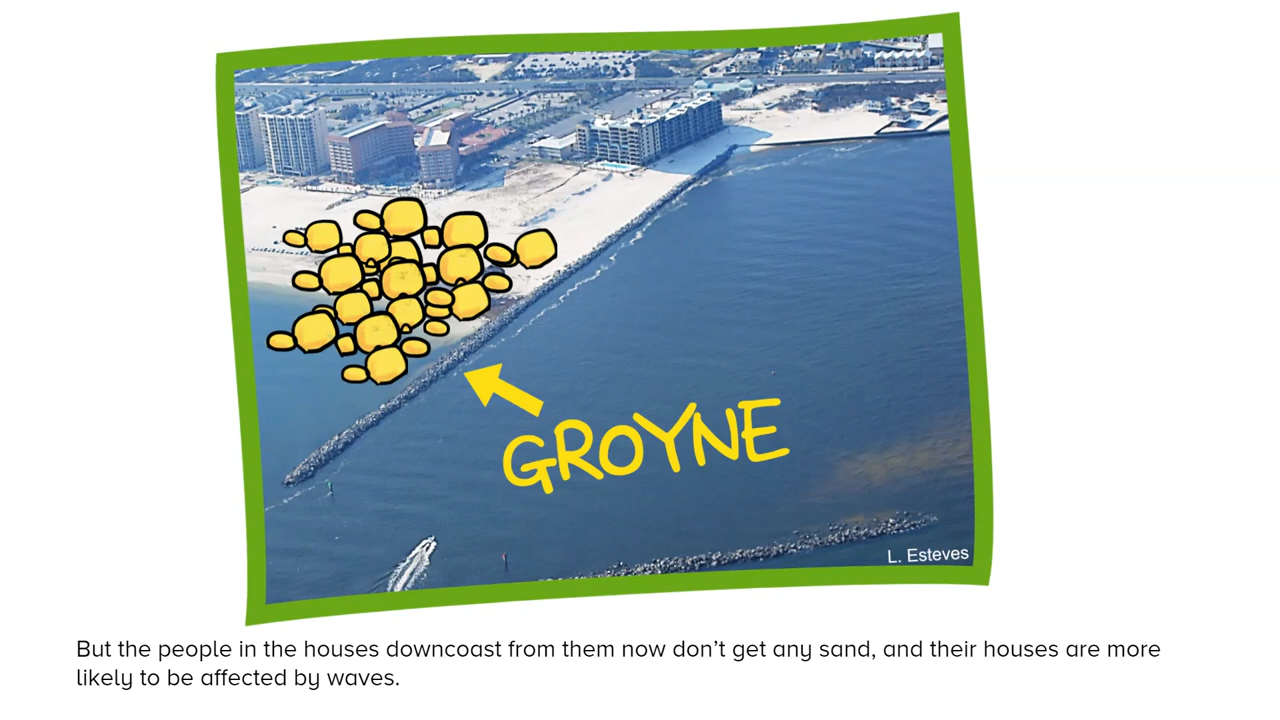 GROYNE
L. Esteves
But the people in the houses downcoast from them now don’t get any sand, and their houses are more
likely to be affected by waves.